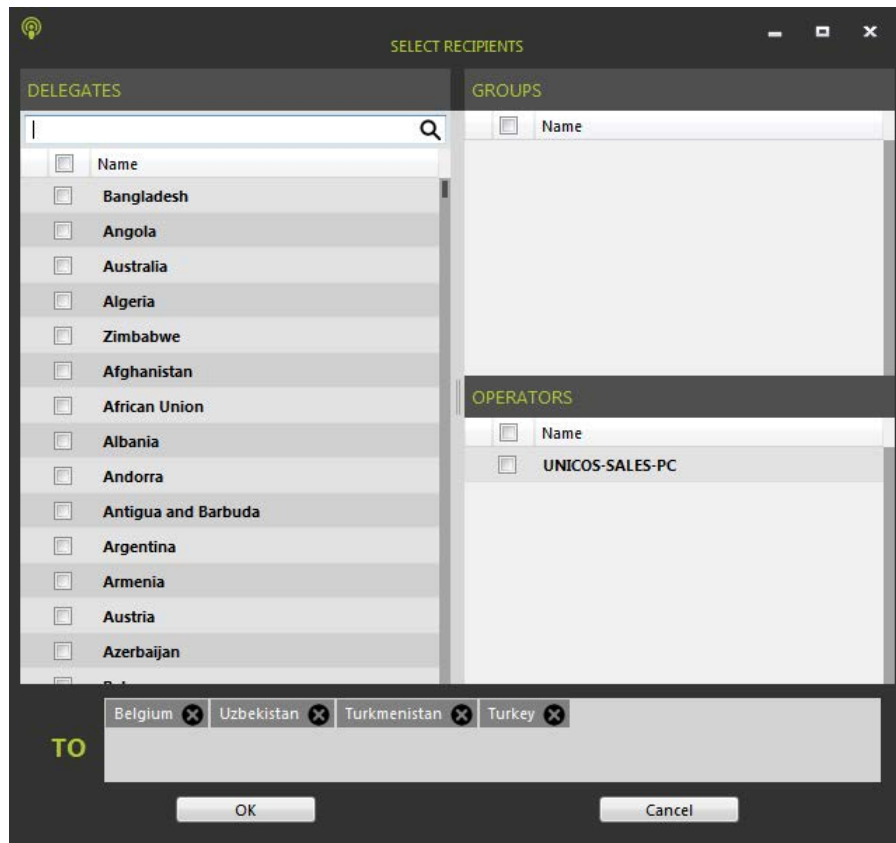 SELECT RECIPIENTS
DELEGATES
Name
Bangladesh
Angola
Australia
Algeria
Zimbabwe
Afghanistan
African Union
Albania
Andorra
Antigua and Barbuda
Argentina
Armenia
Austria
Azerbaijan
GROUPS
Name
OPERATORS
Name
UNICOS-SALES-PC
TO
Belgium Uzbekistan Turkmenistan Turkey
OK Cancel